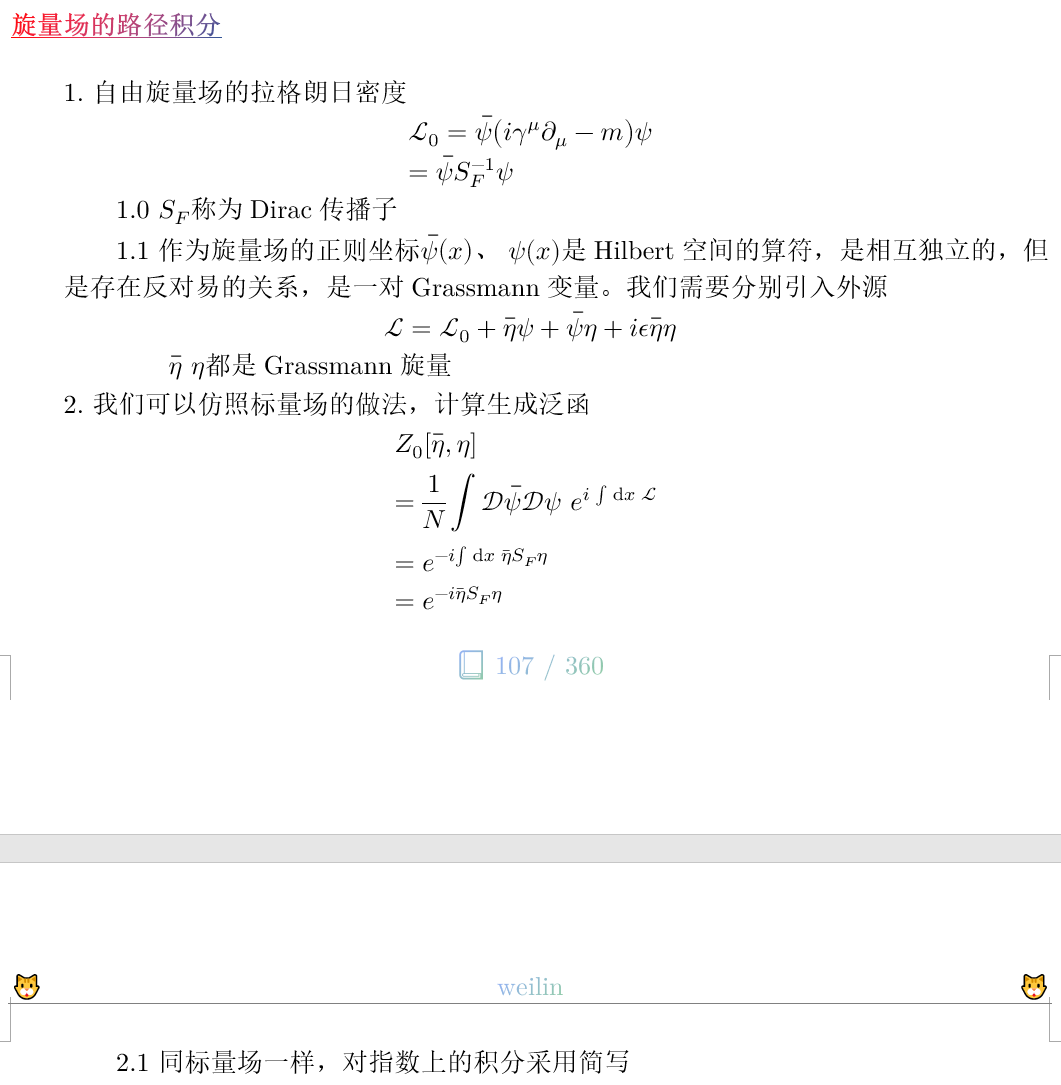 旋量场的路径积分
1. 自由旋量场的拉格朗日密度
$\mathcal{L}_0 = \bar{\psi}(i\gamma^\mu \partial_\mu - m)\psi$
$= \bar{\psi} S_F^{-1} \psi$
1.0 $S_F$称为 Dirac 传播子
1.1 作为旋量场的正则坐标$\bar{\psi}(x)$、 $\psi(x)$是 Hilbert 空间的算符，是相互独立的，但
是存在反对易的关系，是一对 Grassmann 变量。我们需要分别引入外源
$\mathcal{L} = \mathcal{L}_0 + \bar{\eta}\psi + \bar{\psi}\eta + i\epsilon\bar{\eta}\eta$
$\bar{\eta}\ \eta$都是 Grassmann 旋量
2. 我们可以仿照标量场的做法，计算生成泛函
$Z_0[\bar{\eta}, \eta]$
$= \frac{1}{N} \int \mathcal{D}\bar{\psi} \mathcal{D}\psi \ e^{i \int \mathrm{d}x \ \mathcal{L}}$
$= e^{-i \int \mathrm{d}x \ \bar{\eta} S_F \eta}$
$= e^{-i \bar{\eta} S_F \eta}$
107 / 360
weilin
2.1 同标量场一样，对指数上的积分采用简写